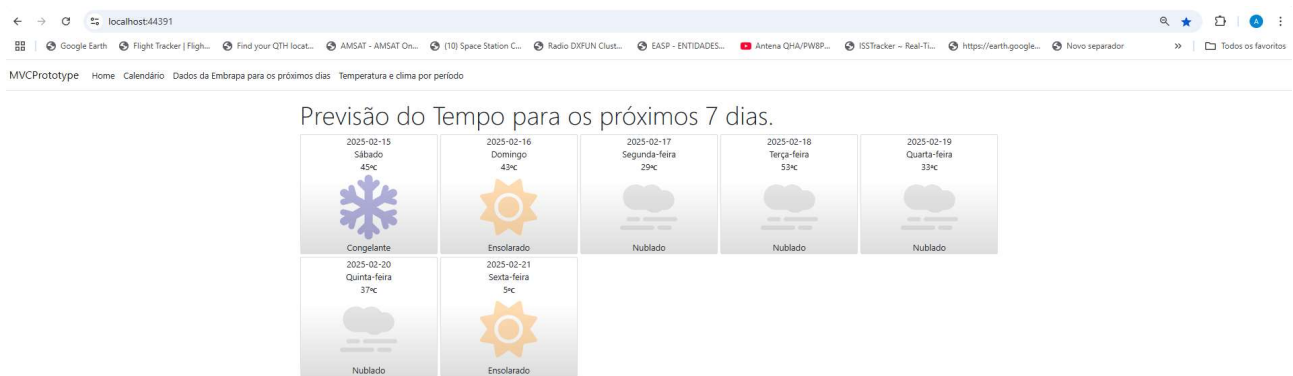 localhost:44391
Google Earth Flight Tracker | Fligh... Find your QTH locat... AMSAT - AMSAT On... (10) Space Station C... Radio DXFUN Clust... EASP - ENTIDADES... Antena QHA/PW8P... ISSTracker – Real-Ti... https://earth.google... Novo separador » Todos os favoritos
MVCPrototype Home Calendário Dados da Embrapa para os próximos dias Temperatura e clima por período
Previsão do Tempo para os próximos 7 dias.
2025-02-15
Sábado
45ºC
Congelante
2025-02-16
Domingo
43ºC
Ensolarado
2025-02-17
Segunda-feira
29ºC
Nublado
2025-02-18
Terça-feira
53ºC
Nublado
2025-02-19
Quarta-feira
33ºC
Nublado
2025-02-20
Quinta-feira
37ºC
Nublado
2025-02-21
Sexta-feira
5ºC
Ensolarado